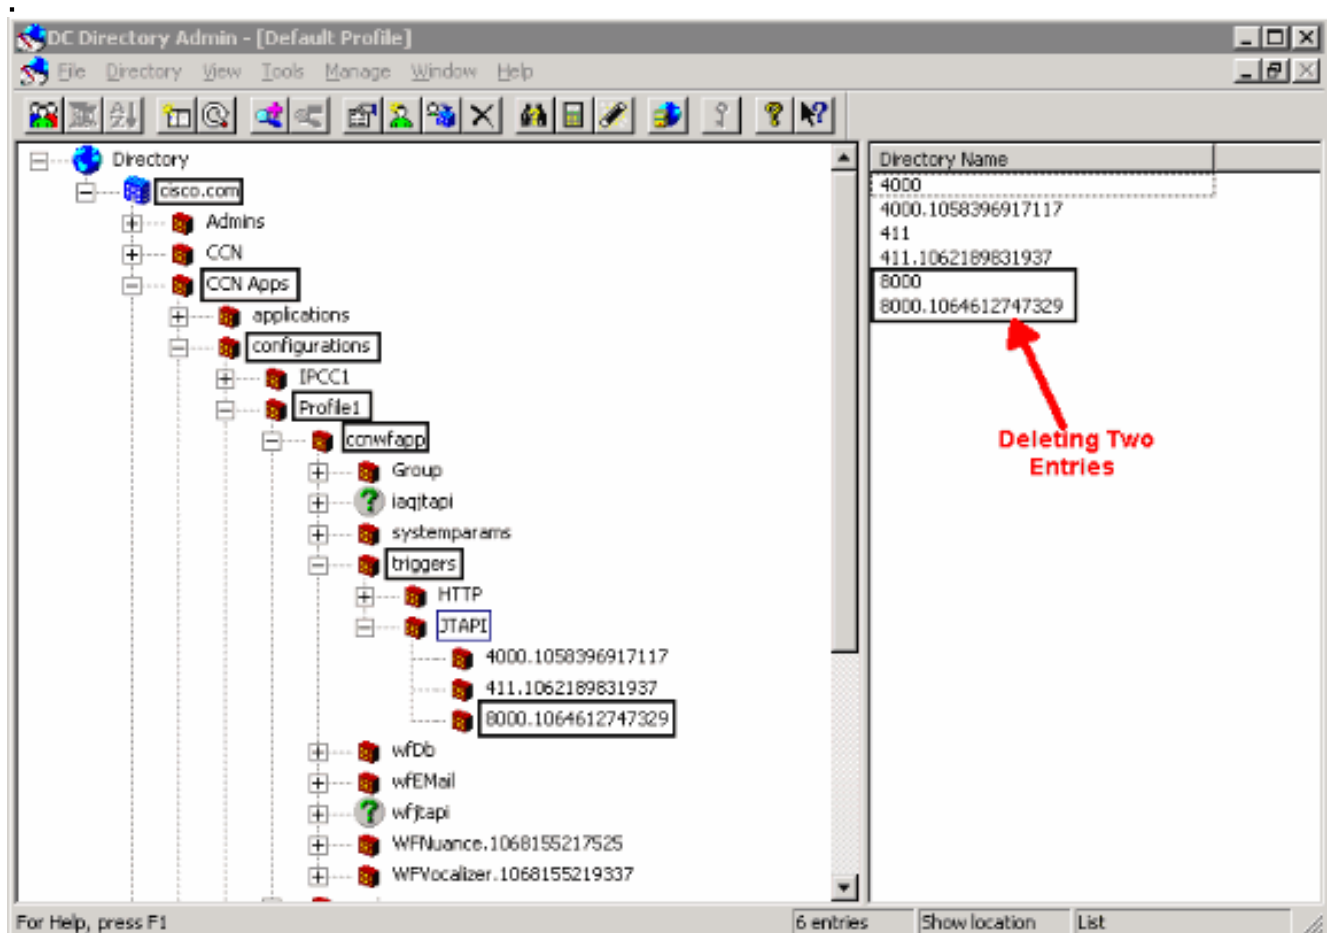 DC Directory Admin - [Default Profile]
File Directory View Tools Manage Window Help
Directory
cisco.com
Admins
CCN
CCN Apps
applications
configurations
IPCC1
Profile1
ccnwfapp
Group
iaqjtapi
systemparams
triggers
HTTP
JTAPI
4000.1058396917117
411.1062189831937
8000.1064612747329
wfDb
wfEMail
wfjtapi
WFNuance.1068155217525
WFVocalizer.1068155219337
Directory Name
4000
4000.1058396917117
411
411.1062189831937
8000
8000.1064612747329
Deleting Two
Entries
For Help, press F1
6 entries
Show location
List